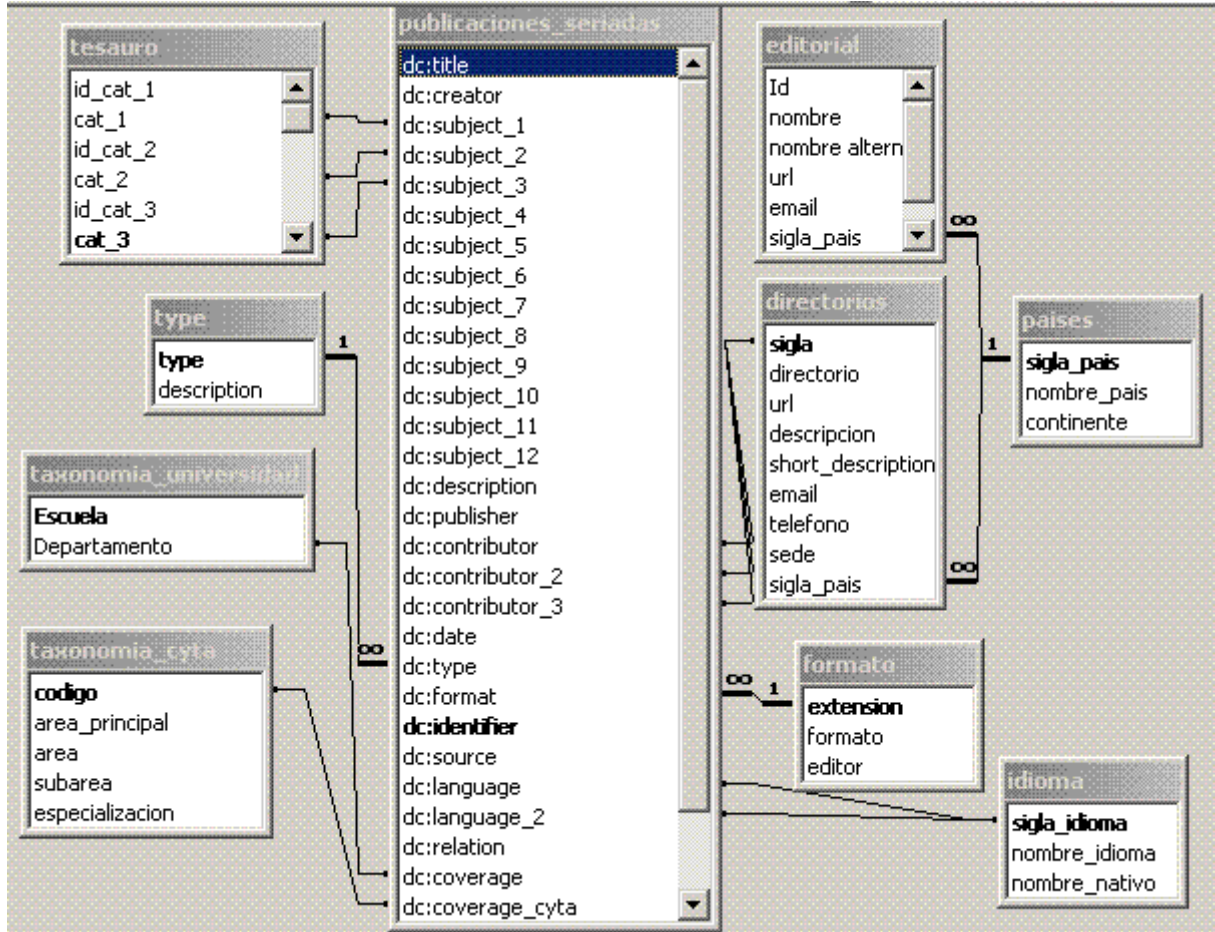 tesauro
id_cat_1
cat_1
id_cat_2
cat_2
id_cat_3
cat_3
type
type
description
1
taxonomia_universidad
Escuela
Departamento
taxonomia_cyta
codigo
area_principal
area
subarea
especializacion
∞
publicaciones_seriadas
dc:title
dc:creator
dc:subject_1
dc:subject_2
dc:subject_3
dc:subject_4
dc:subject_5
dc:subject_6
dc:subject_7
dc:subject_8
dc:subject_9
dc:subject_10
dc:subject_11
dc:subject_12
dc:description
dc:publisher
dc:contributor
dc:contributor_2
dc:contributor_3
dc:date
dc:type
dc:format
dc:identifier
dc:source
dc:language
dc:language_2
dc:relation
dc:coverage
dc:coverage_cyta
editorial
Id
nombre
nombre altern
url
email
sigla_pais
∞
directorios
sigla
directorio
url
descripcion
short_description
email
telefono
sede
sigla_pais
∞
1
paises
sigla_pais
nombre_pais
continente
∞ 1
formato
extension
formato
editor
idioma
sigla_idioma
nombre_idioma
nombre_nativo